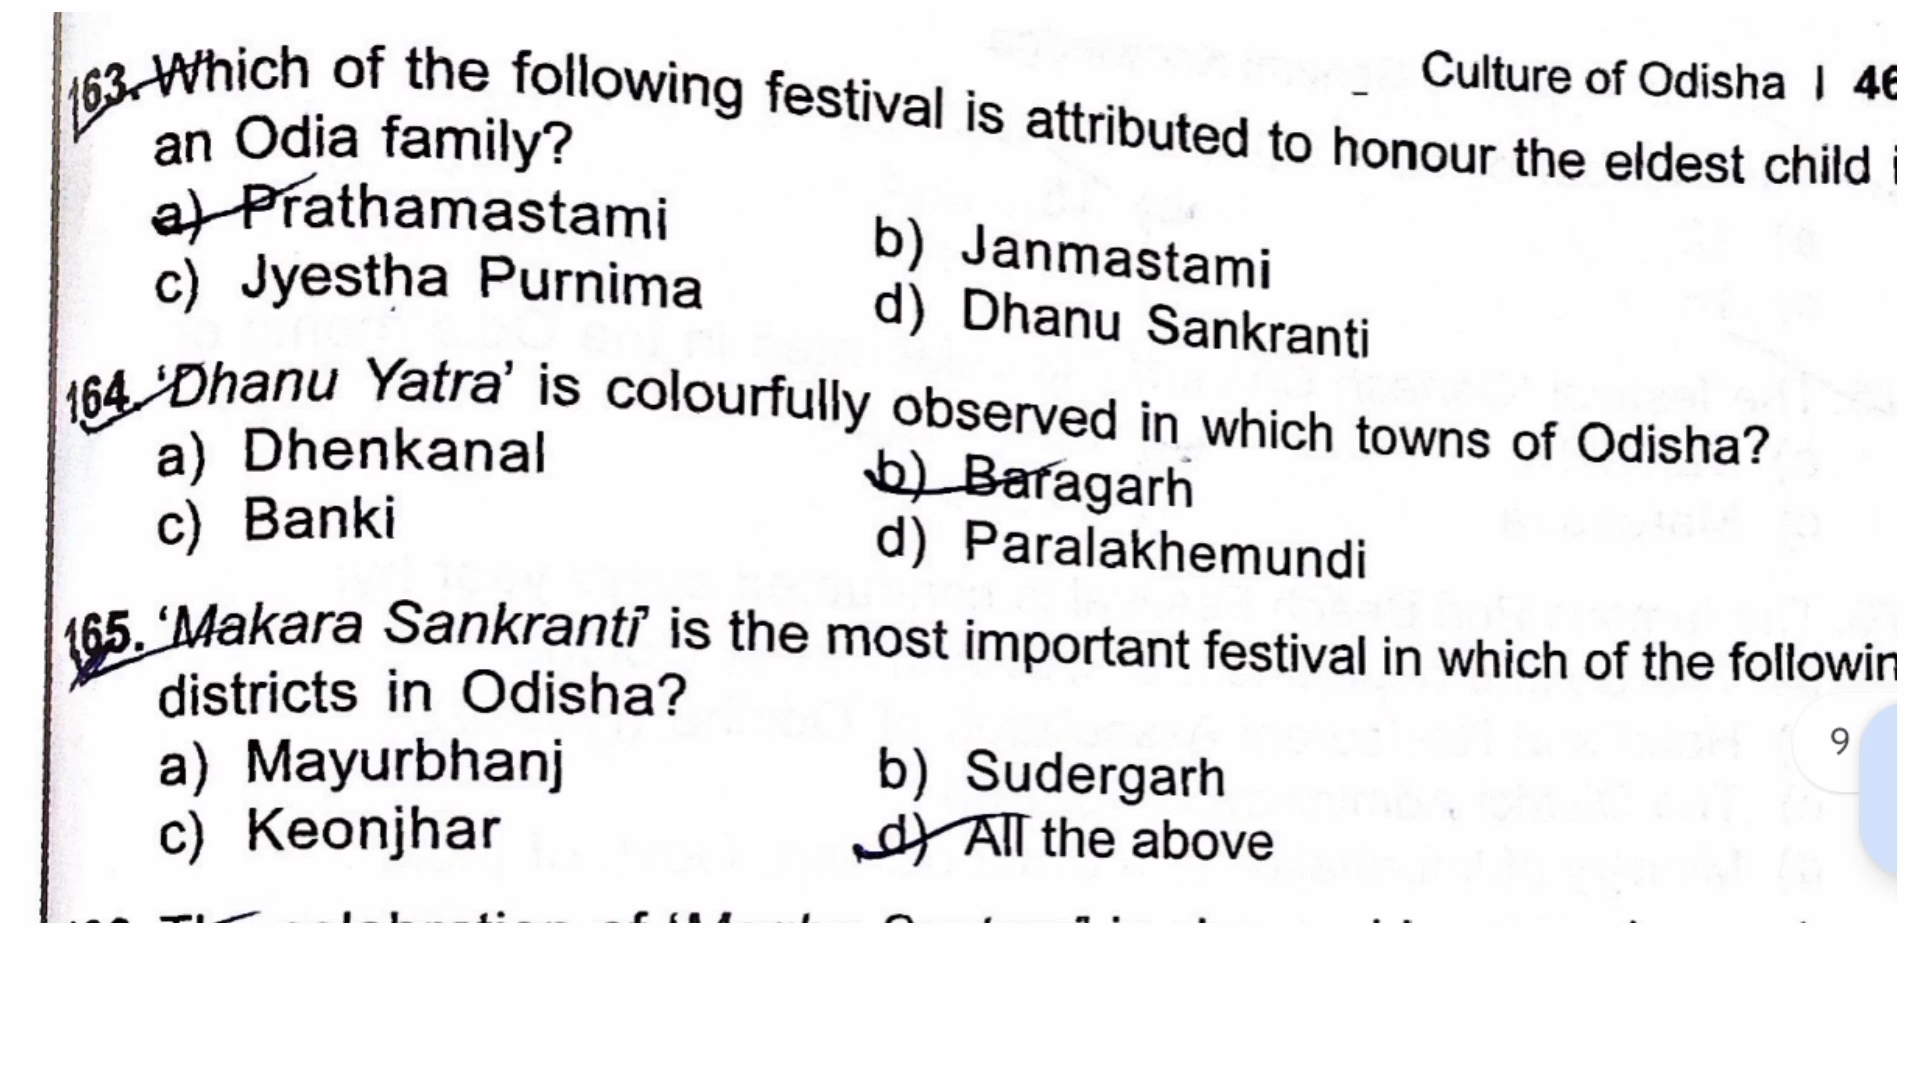 Culture of Odisha | 46
163. Which of the following festival is attributed to honour the eldest child i
an Odia family?
a) Prathamastami
b) Janmastami
c) Jyestha Purnima
d) Dhanu Sankranti
164. 'Dhanu Yatra' is colourfully observed in which towns of Odisha?
a) Dhenkanal
b) Baragarh
c) Banki
d) Paralakhemundi
165. 'Makara Sankranti' is the most important festival in which of the followin
districts in Odisha?
a) Mayurbhanj
b) Sudergarh
9
c) Keonjhar
d) All the above